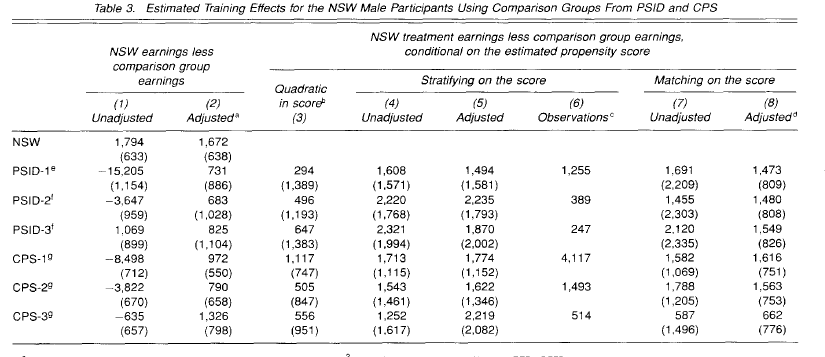 Table 3. Estimated Training Effects for the NSW Male Participants Using Comparison Groups From PSID and CPS
NSW treatment earnings less comparison group earnings,
conditional on the estimated propensity score
NSW earnings less
comparison group
earnings
Quadratic
in score^b
Stratifying on the score
Matching on the score
(1) (2) (3) (4) (5) (6) (7) (8)
Unadjusted Adjusted^a Unadjusted Adjusted Observations^c Unadjusted Adjusted^d
NSW 1,794 1,672
(633) (638)
PSID-1^e −15,205 731 294 1,608 1,494 1,255 1,691 1,473
(1,154) (886) (1,389) (1,571) (1,581) (2,209) (809)
PSID-2^f −3,647 683 496 2,220 2,235 389 1,455 1,480
(959) (1,028) (1,193) (1,768) (1,793) (2,303) (808)
PSID-3^f 1,069 825 647 2,321 1,870 247 2,120 1,549
(899) (1,104) (1,383) (1,994) (2,002) (2,335) (826)
CPS-1^g −8,498 972 1,117 1,713 1,774 4,117 1,582 1,616
(712) (550) (747) (1,115) (1,152) (1,069) (751)
CPS-2^g −3,822 790 505 1,543 1,622 1,493 1,788 1,563
(670) (658) (847) (1,461) (1,346) (1,205) (753)
CPS-3^g −635 1,326 556 1,252 2,219 514 587 662
(657) (798) (951) (1,617) (2,082) (1,496) (776)